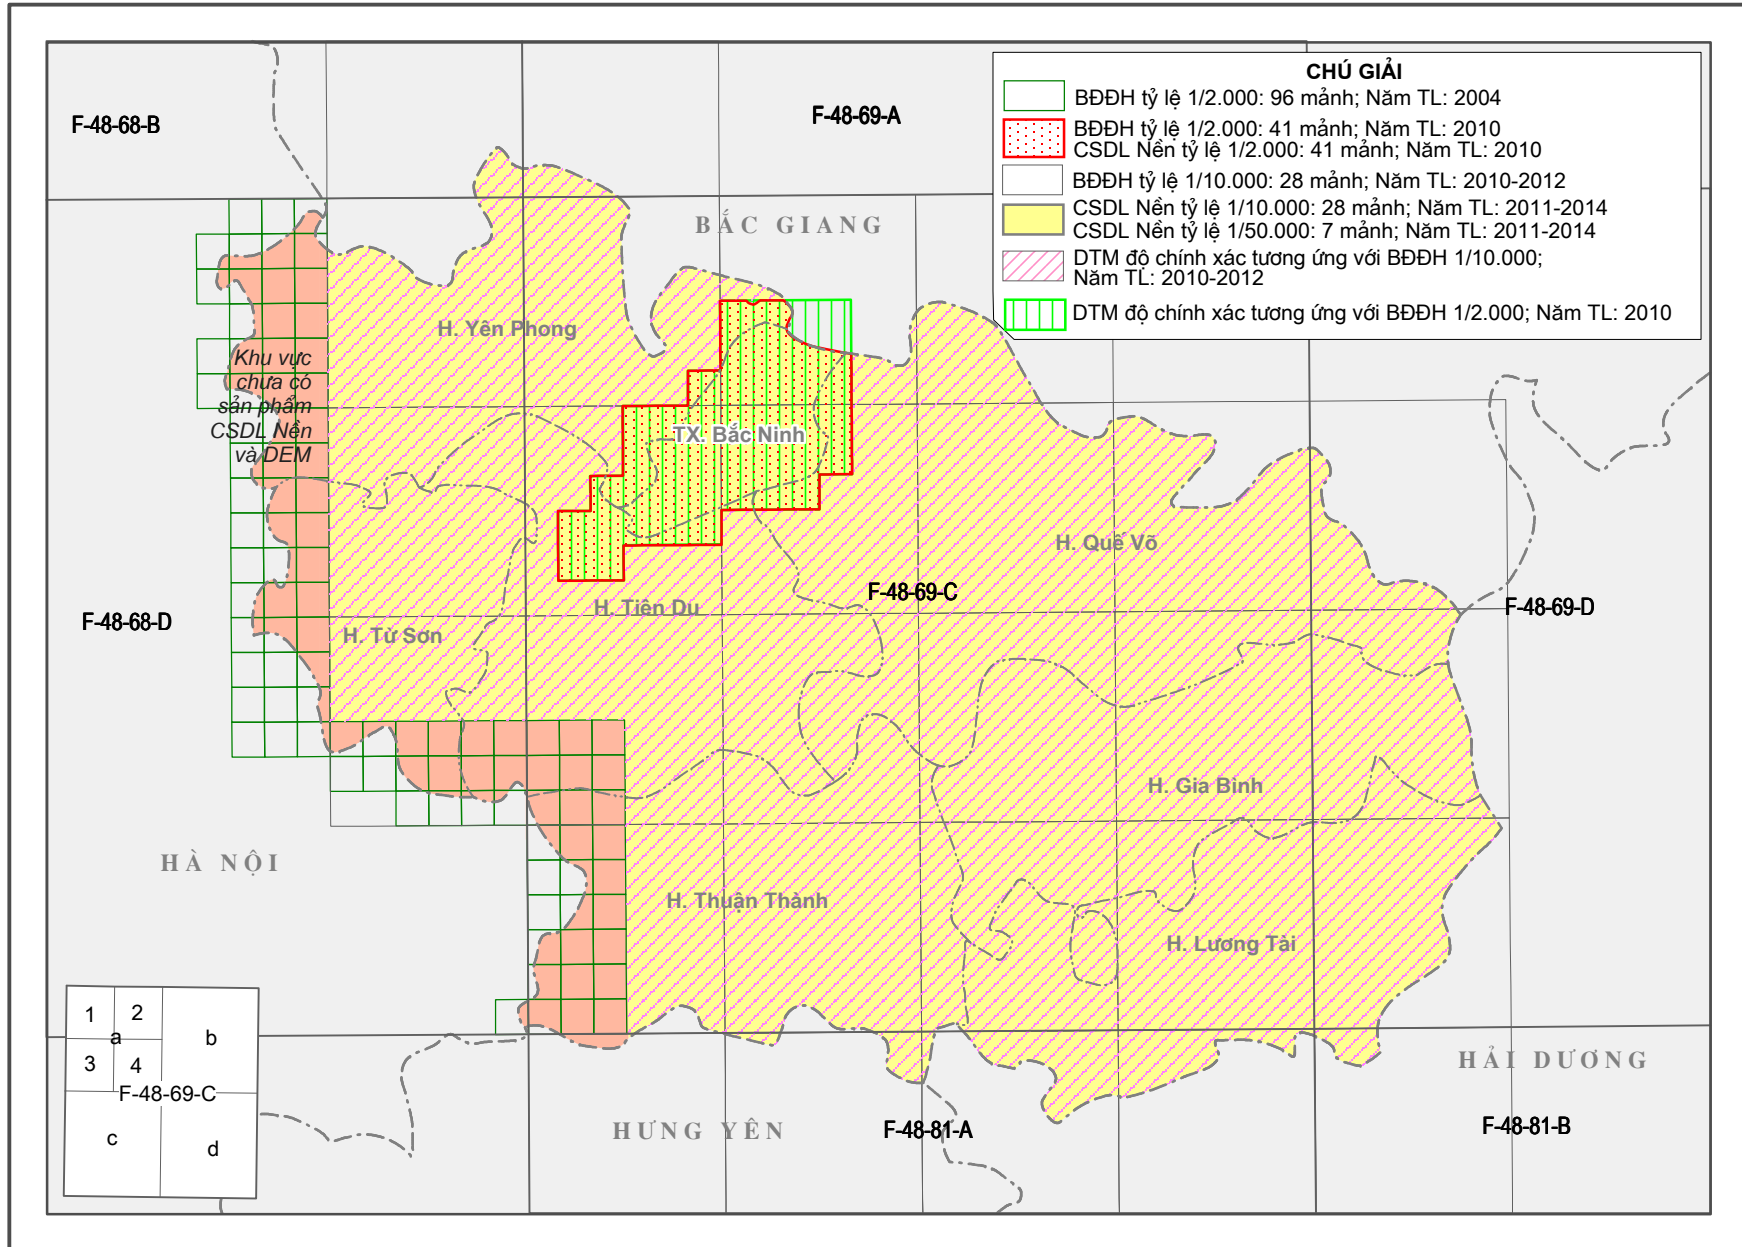 CHÚ GIẢI
BĐĐH tỷ lệ 1/2.000: 96 mảnh; Năm TL: 2004
BĐĐH tỷ lệ 1/2.000: 41 mảnh; Năm TL: 2010
CSDL Nền tỷ lệ 1/2.000: 41 mảnh; Năm TL: 2010
BĐĐH tỷ lệ 1/10.000: 28 mảnh; Năm TL: 2010-2012
CSDL Nền tỷ lệ 1/10.000: 28 mảnh; Năm TL: 2011-2014
CSDL Nền tỷ lệ 1/50.000: 7 mảnh; Năm TL: 2011-2014
DTM độ chính xác tương ứng với BĐĐH 1/10.000;
Năm TL: 2010-2012
DTM độ chính xác tương ứng với BĐĐH 1/2.000; Năm TL: 2010
F-48-68-B
F-48-69-A
BẮC GIANG
H. Yên Phong
Khu vực
chưa có
sản phẩm
CSDL Nền
và DEM
TX. Bắc Ninh
H. Quế Võ
F-48-69-C
F-48-69-D
H. Tiên Du
F-48-68-D
H. Từ Sơn
H. Gia Bình
HÀ NỘI
H. Thuận Thành
H. Lương Tài
1
2
a
b
3
4
F-48-69-C
c
d
HẢI DƯƠNG
HƯNG YÊN
F-48-81-A
F-48-81-B